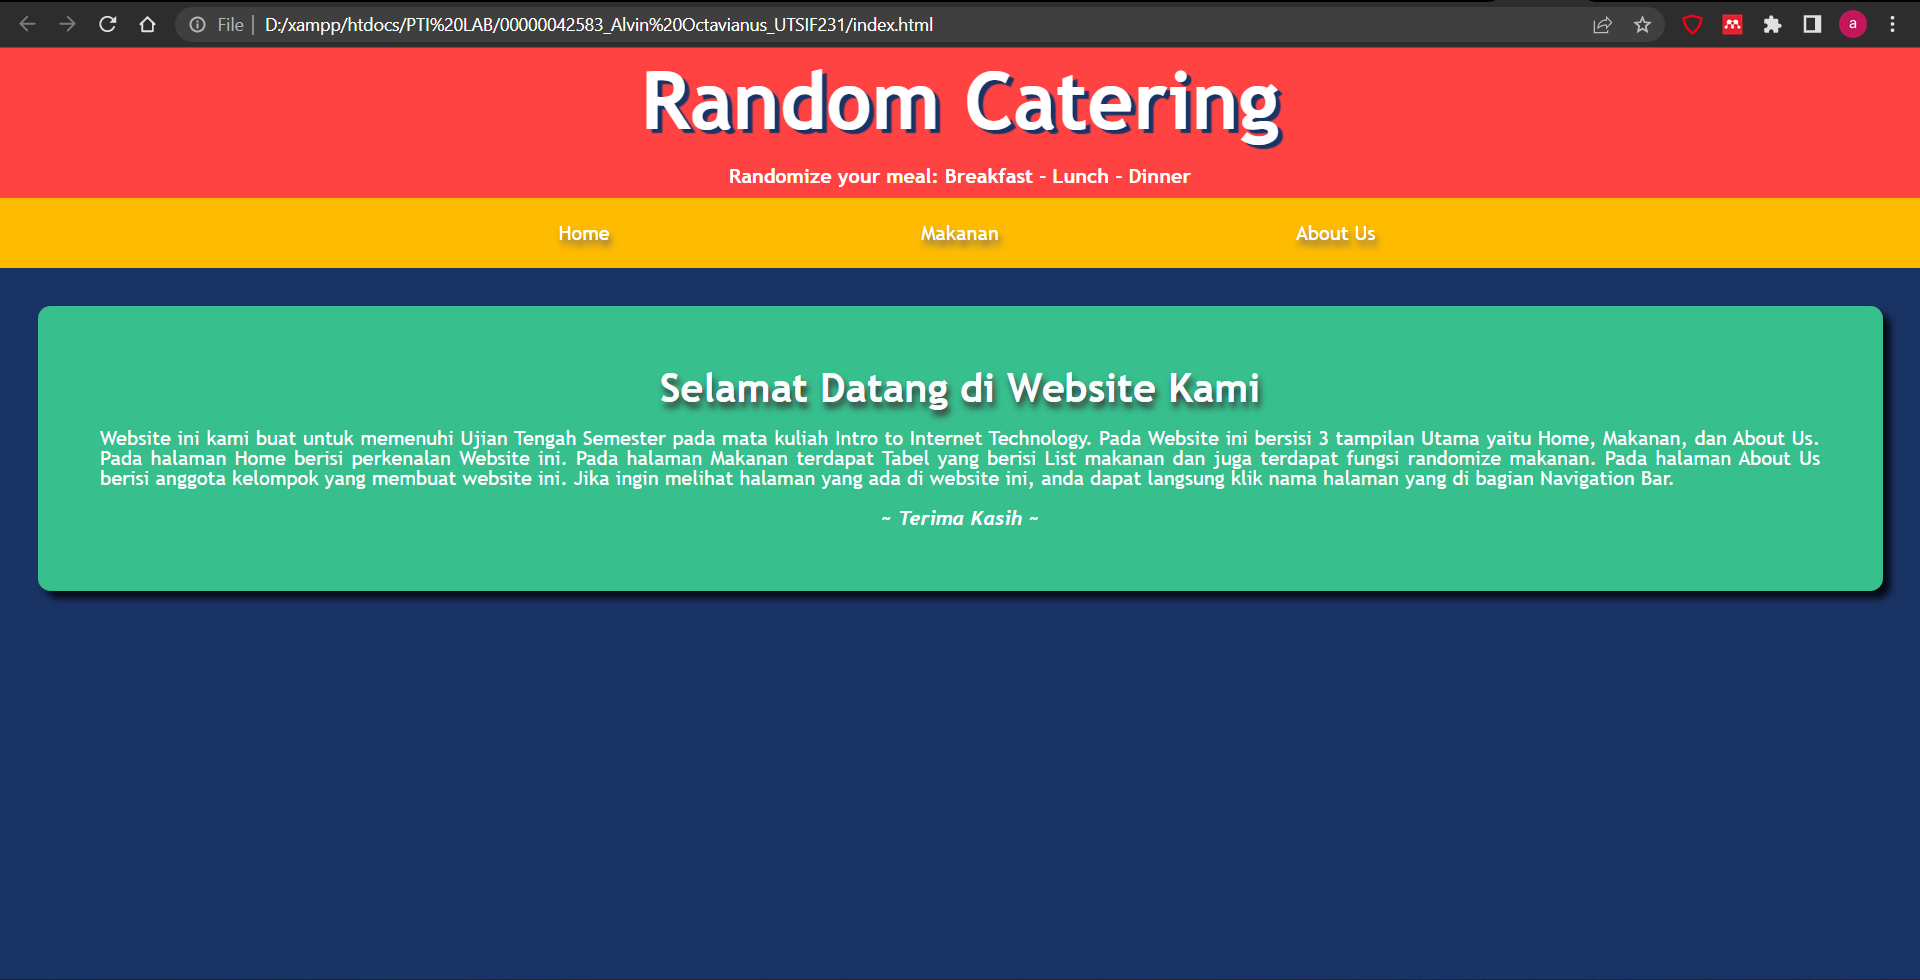 File | D:/xampp/htdocs/PTI%20LAB/00000042583_Alvin%20Octavianus_UTSIF231/index.html
a
Random Catering
Randomize your meal: Breakfast - Lunch - Dinner
Home Makanan About Us
Selamat Datang di Website Kami
Website ini kami buat untuk memenuhi Ujian Tengah Semester pada mata kuliah Intro to Internet Technology. Pada Website ini bersisi 3 tampilan Utama yaitu Home, Makanan, dan About Us.
Pada halaman Home berisi perkenalan Website ini. Pada halaman Makanan terdapat Tabel yang berisi List makanan dan juga terdapat fungsi randomize makanan. Pada halaman About Us
berisi anggota kelompok yang membuat website ini. Jika ingin melihat halaman yang ada di website ini, anda dapat langsung klik nama halaman yang di bagian Navigation Bar.
~ Terima Kasih ~